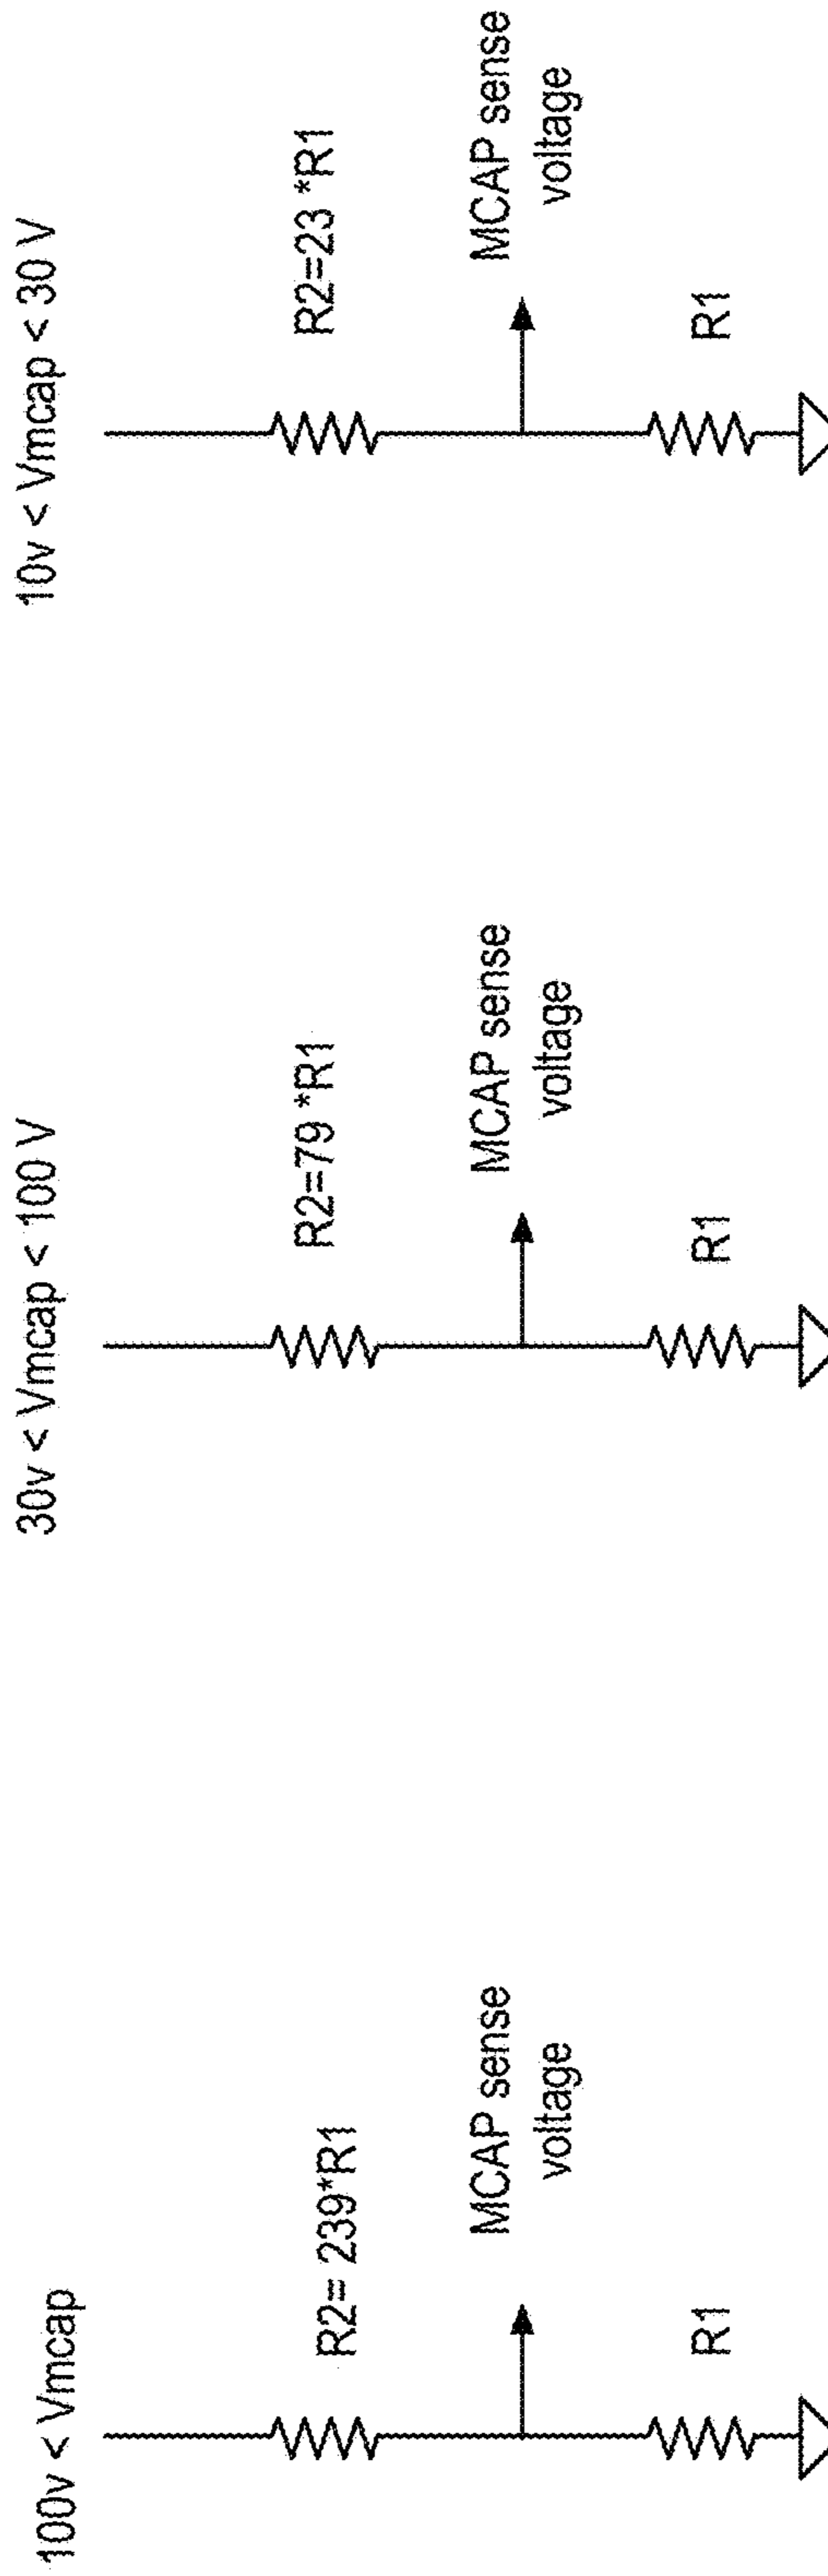 100v < Vmcap
R2= 239*R1
MCAP sense
voltage
R1
30v < Vmcap < 100 V
R2=79 *R1
MCAP sense
voltage
R1
10v < Vmcap < 30 V
R2=23 *R1
MCAP sense
voltage
R1